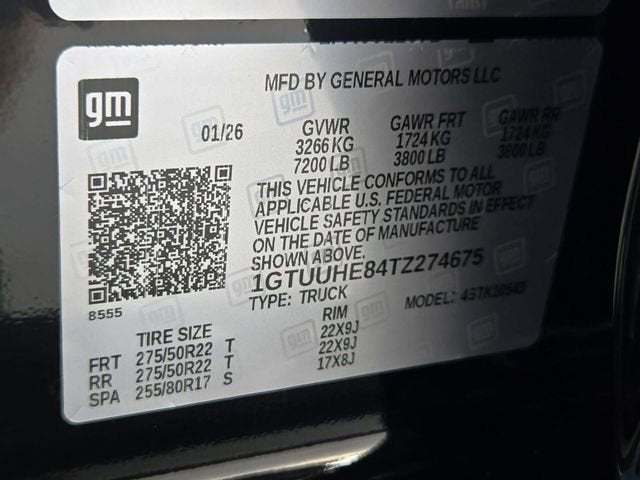 gm
MFD BY GENERAL MOTORS LLC
01/26 GVWR GAWR FRT GAWR RR
3266 KG 1724 KG 1724 KG
7200 LB 3800 LB 3800 LB
THIS VEHICLE CONFORMS TO ALL
APPLICABLE U.S. FEDERAL MOTOR
VEHICLE SAFETY STANDARDS IN EFFECT
ON THE DATE OF MANUFACTURE
SHOWN ABOVE.
1GTUUHE84TZ274675
TYPE: TRUCK MODEL:
8555
TIRE SIZE RIM
FRT 275/50R22 T 22X9J
RR 275/50R22 T 22X9J
SPA 255/80R17 S 17X8J